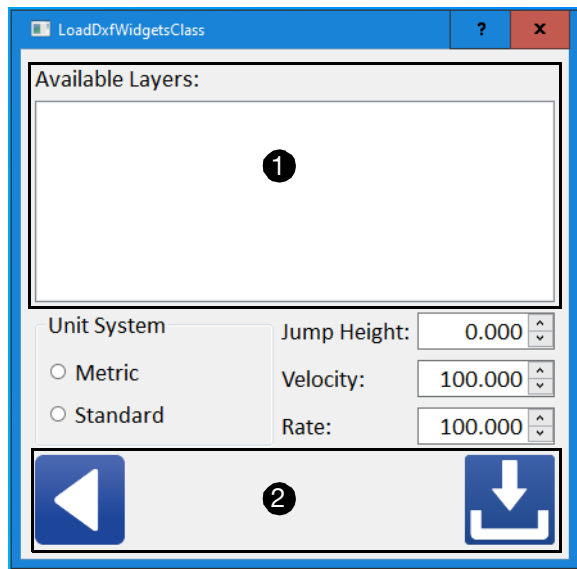 LoadDxfWidgetsClass ? x
Available Layers:
1
Unit System
Metric
Standard
Jump Height: 0.000
Velocity: 100.000
Rate: 100.000
2